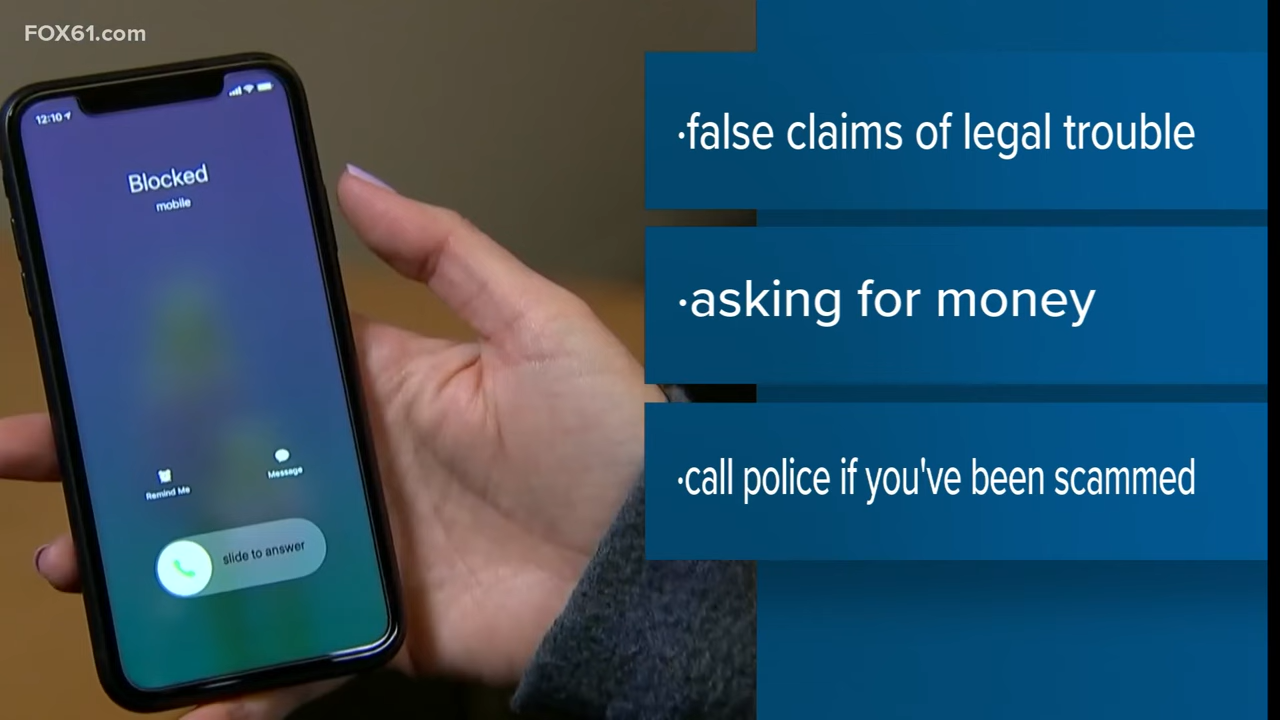 FOX61.com
12:10
Blocked
mobile
Remind Me
Message
slide to answer
·false claims of legal trouble
·asking for money
·call police if you've been scammed